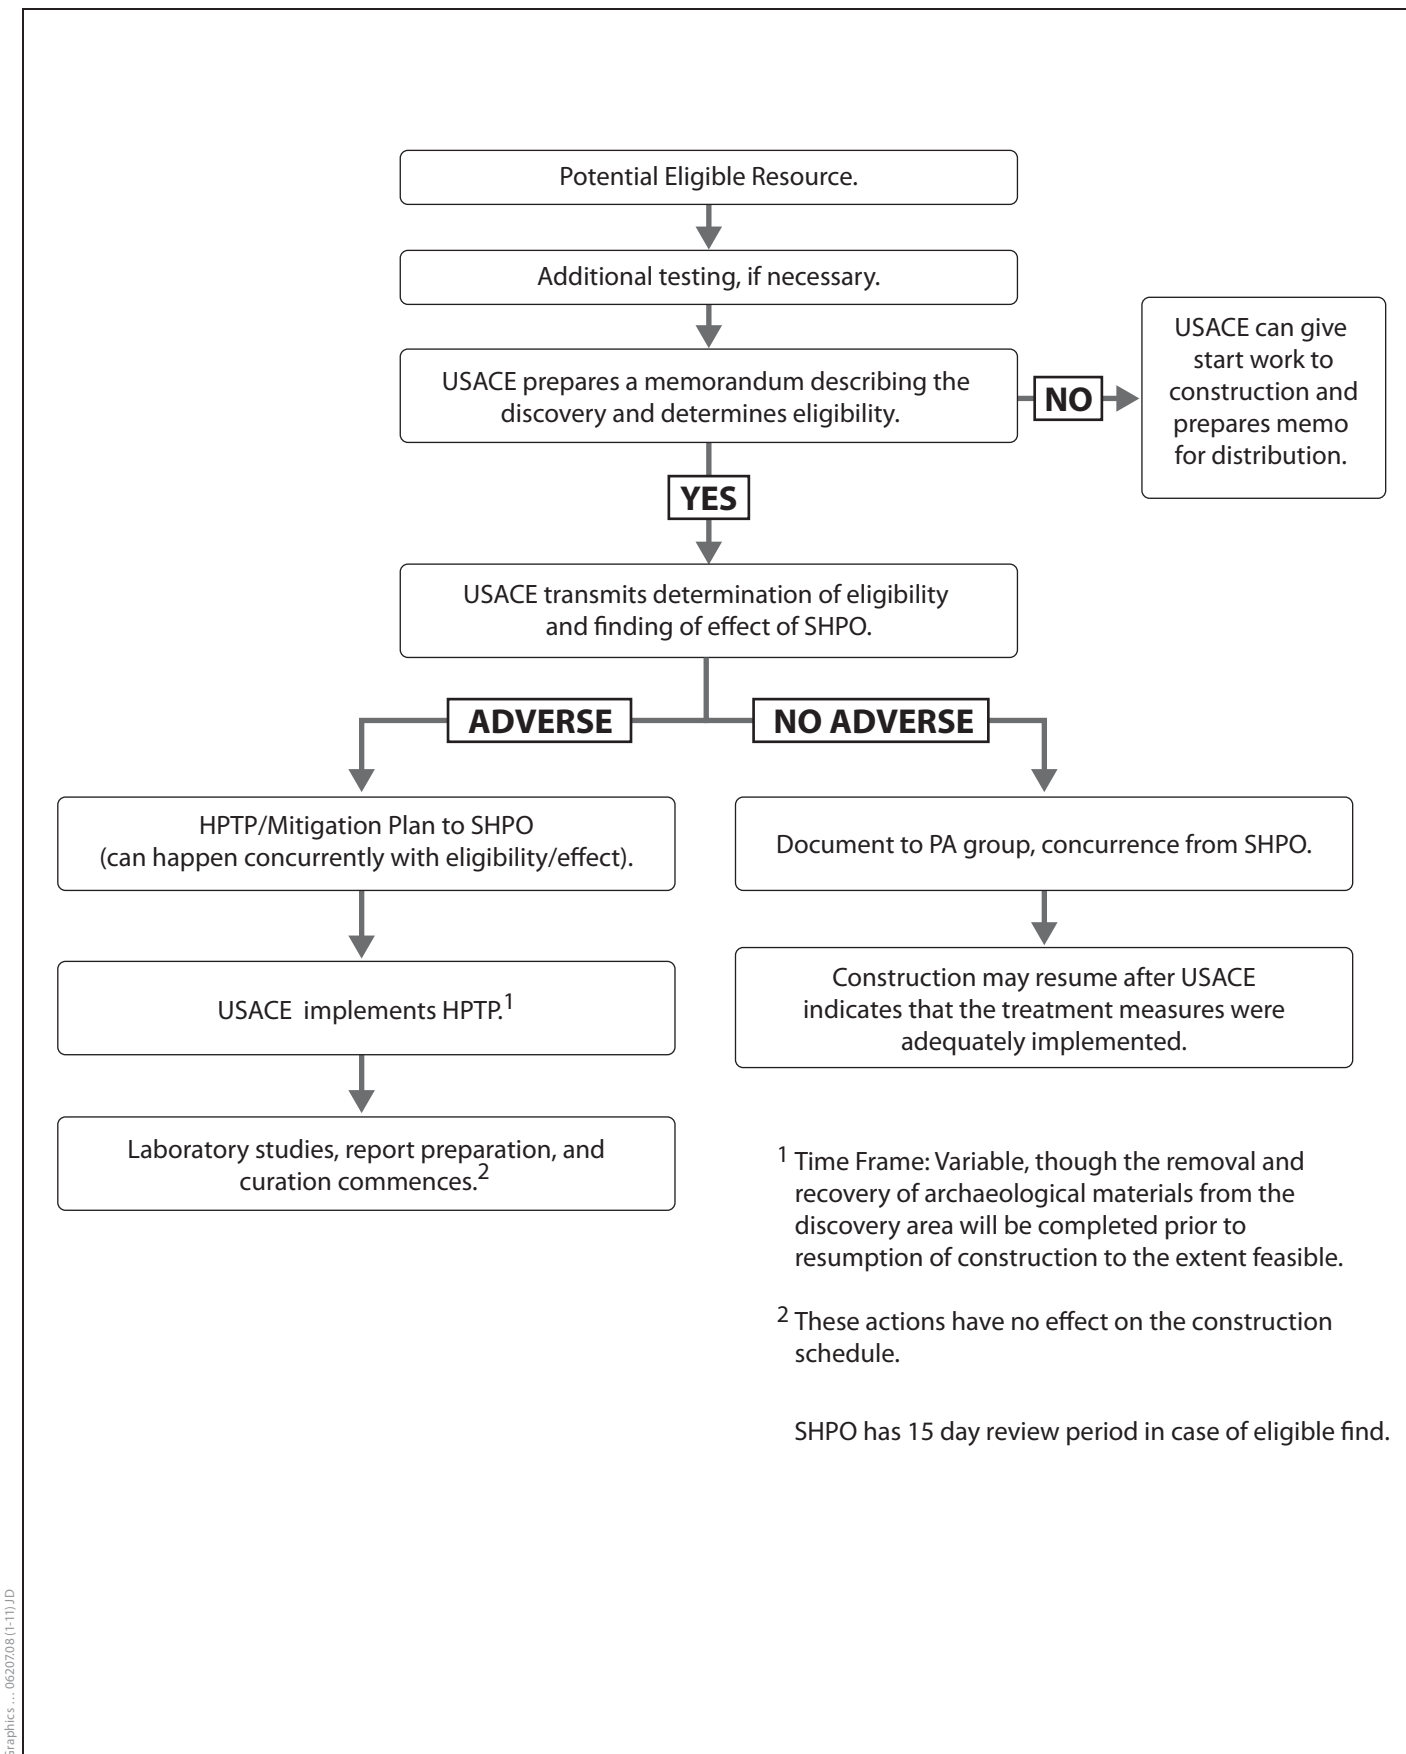 Potential Eligible Resource.
Additional testing, if necessary.
USACE prepares a memorandum describing the
discovery and determines eligibility.
NO
USACE can give
start work to
construction and
prepares memo
for distribution.
YES
USACE transmits determination of eligibility
and finding of effect of SHPO.
ADVERSE
NO ADVERSE
HPTP/Mitigation Plan to SHPO
(can happen concurrently with eligibility/effect).
USACE implements HPTP.1
Laboratory studies, report preparation, and
curation commences.2
Document to PA group, concurrence from SHPO.
Construction may resume after USACE
indicates that the treatment measures were
adequately implemented.
1 Time Frame: Variable, though the removal and
recovery of archaeological materials from the
discovery area will be completed prior to
resumption of construction to the extent feasible.
2 These actions have no effect on the construction
schedule.
SHPO has 15 day review period in case of eligible find.
Graphics … 06207.08 (1-11) JD